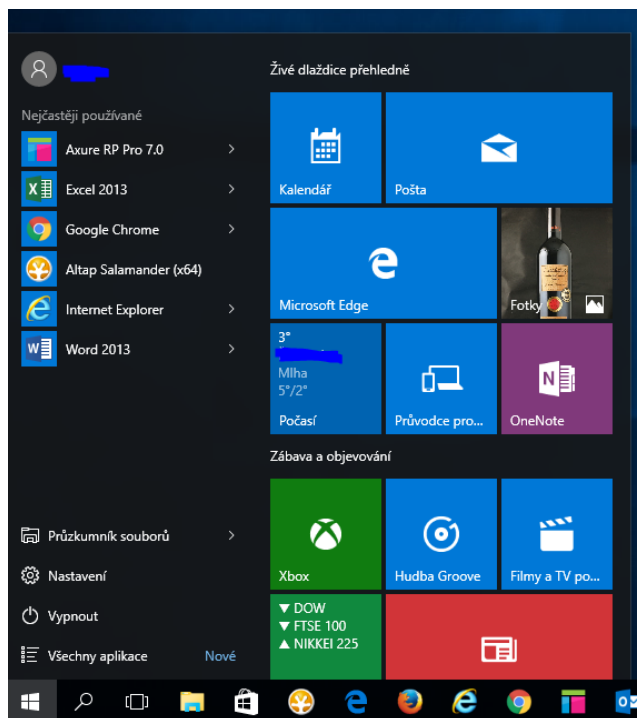 Nejčastěji používané
Axure RP Pro 7.0
Excel 2013
Google Chrome
Altap Salamander (x64)
Internet Explorer
Word 2013
Průzkumník souborů
Nastavení
Vypnout
Všechny aplikace Nové
Živé dlaždice přehledně
Kalendář
Pošta
Microsoft Edge
Fotky
3°
Mlha
5°/2°
Počasí
Průvodce pro...
OneNote
Zábava a objevování
Xbox
Hudba Groove
Filmy a TV po...
▼ DOW
▼ FTSE 100
▲ NIKKEI 225